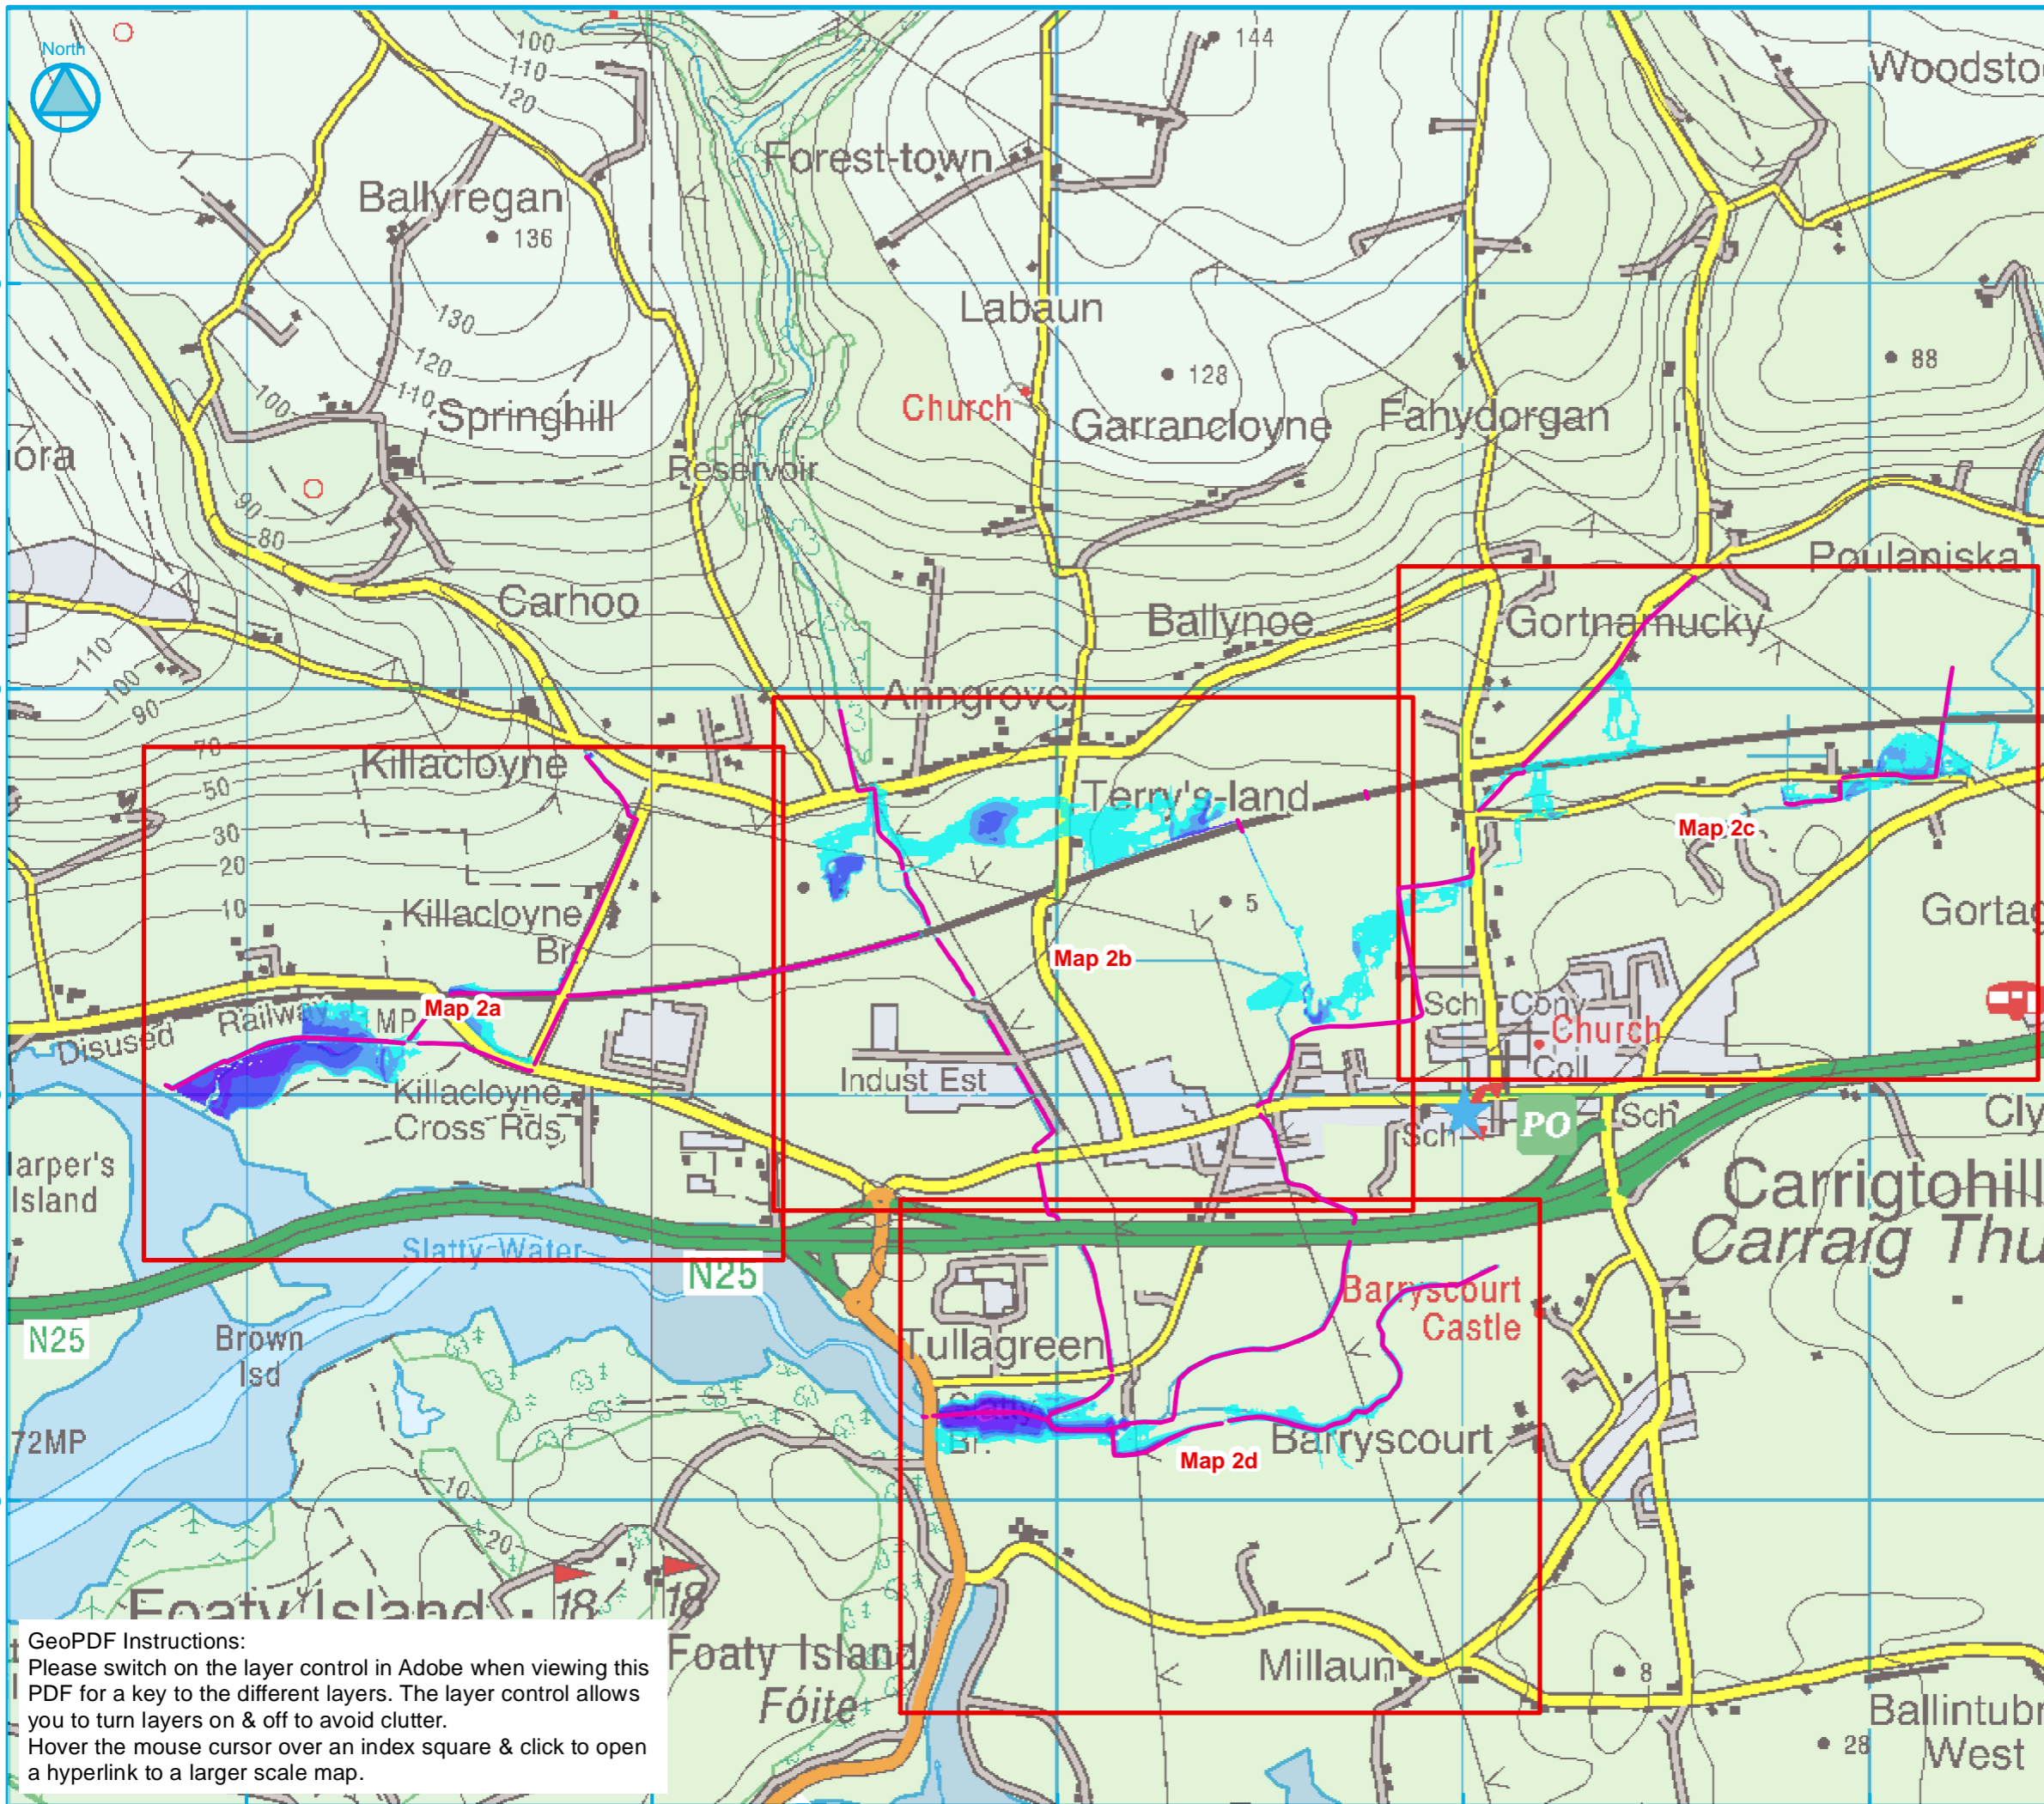 North
100
110
120
144
Woodsto
Forest-town
Ballyregan
136
130
120
110
100
Labaun
128
88
Church
Garrancloyne
Fahydorgan
Springhill
ora
Reservoir
90
80
Poulaniska
Carhoo
Ballynoe
Gortnamucky
110
100
90
Anngrove
70
Killacloyne
50
Terry's-land
30
Map 2c
20
10
Killacloyne
Br
5
Gortag
Map 2b
Map 2a
Railway
MP
Disused
Sch
Conv
Church
Coll
Indust Est
Killacloyne
Cross Rds
PO
Sch
Sch
Cly
arper's
Island
Carrigtohill
Carraig Thu
Slatty Water
N25
N25
Barryscourt
Castle
Brown
Isd
Tullagreen
Br.
Barryscourt
Map 2d
72MP
10
20
Foaty Island
18
18
GeoPDF Instructions:
Please switch on the layer control in Adobe when viewing this
PDF for a key to the different layers. The layer control allows
you to turn layers on & off to avoid clutter.
Hover the mouse cursor over an index square & click to open
a hyperlink to a larger scale map.
Foaty Island
Fóite
Millaun
8
Ballintubr
West
28